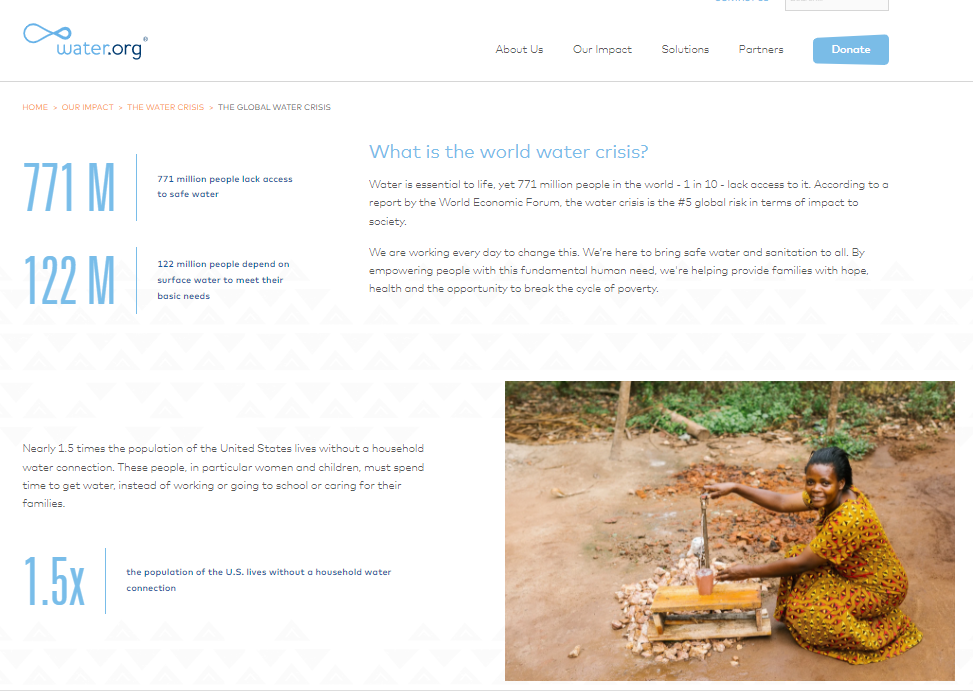 water.org®
About Us
Our Impact
Solutions
Partners
Donate
HOME > OUR IMPACT > THE WATER CRISIS > THE GLOBAL WATER CRISIS
771 M
771 million people lack access
to safe water
122 M
122 million people depend on
surface water to meet their
basic needs
What is the world water crisis?
Water is essential to life, yet 771 million people in the world - 1 in 10 - lack access to it. According to a
report by the World Economic Forum, the water crisis is the #5 global risk in terms of impact to
society.
We are working every day to change this. We're here to bring safe water and sanitation to all. By
empowering people with this fundamental human need, we're helping provide families with hope,
health and the opportunity to break the cycle of poverty.
Nearly 1.5 times the population of the United States lives without a household
water connection. These people, in particular women and children, must spend
time to get water, instead of working or going to school or caring for their
families.
1.5x
the population of the U.S. lives without a household water
connection